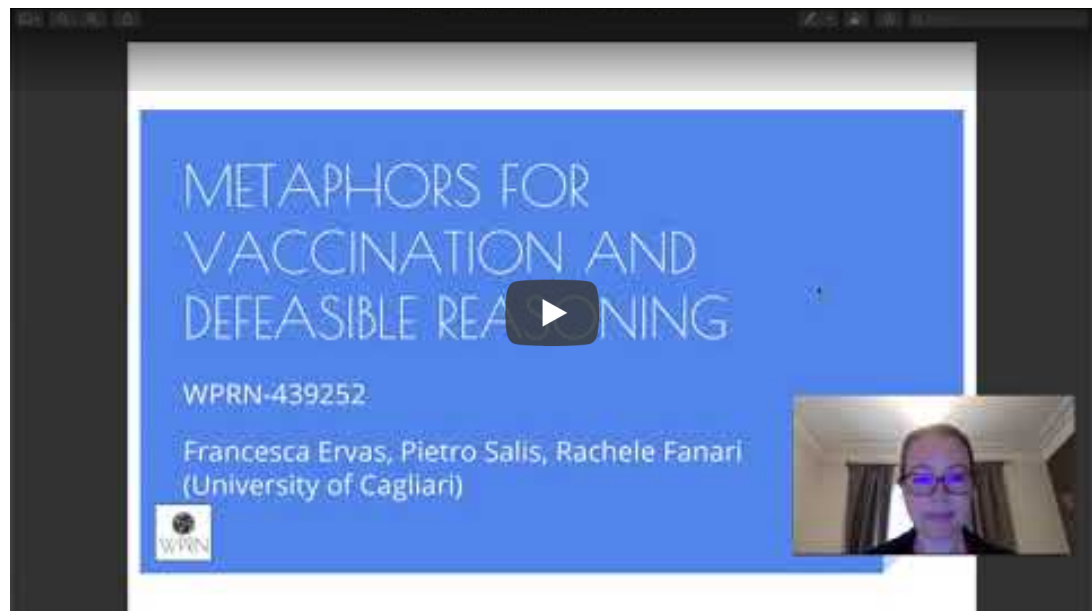 METAPHORS FOR
VACCINATION AND
DEFEASIBLE REASONING
WPRN-439252
Francesca Ervas, Pietro Salis, Rachele Fanari
(University of Cagliari)
WPRN